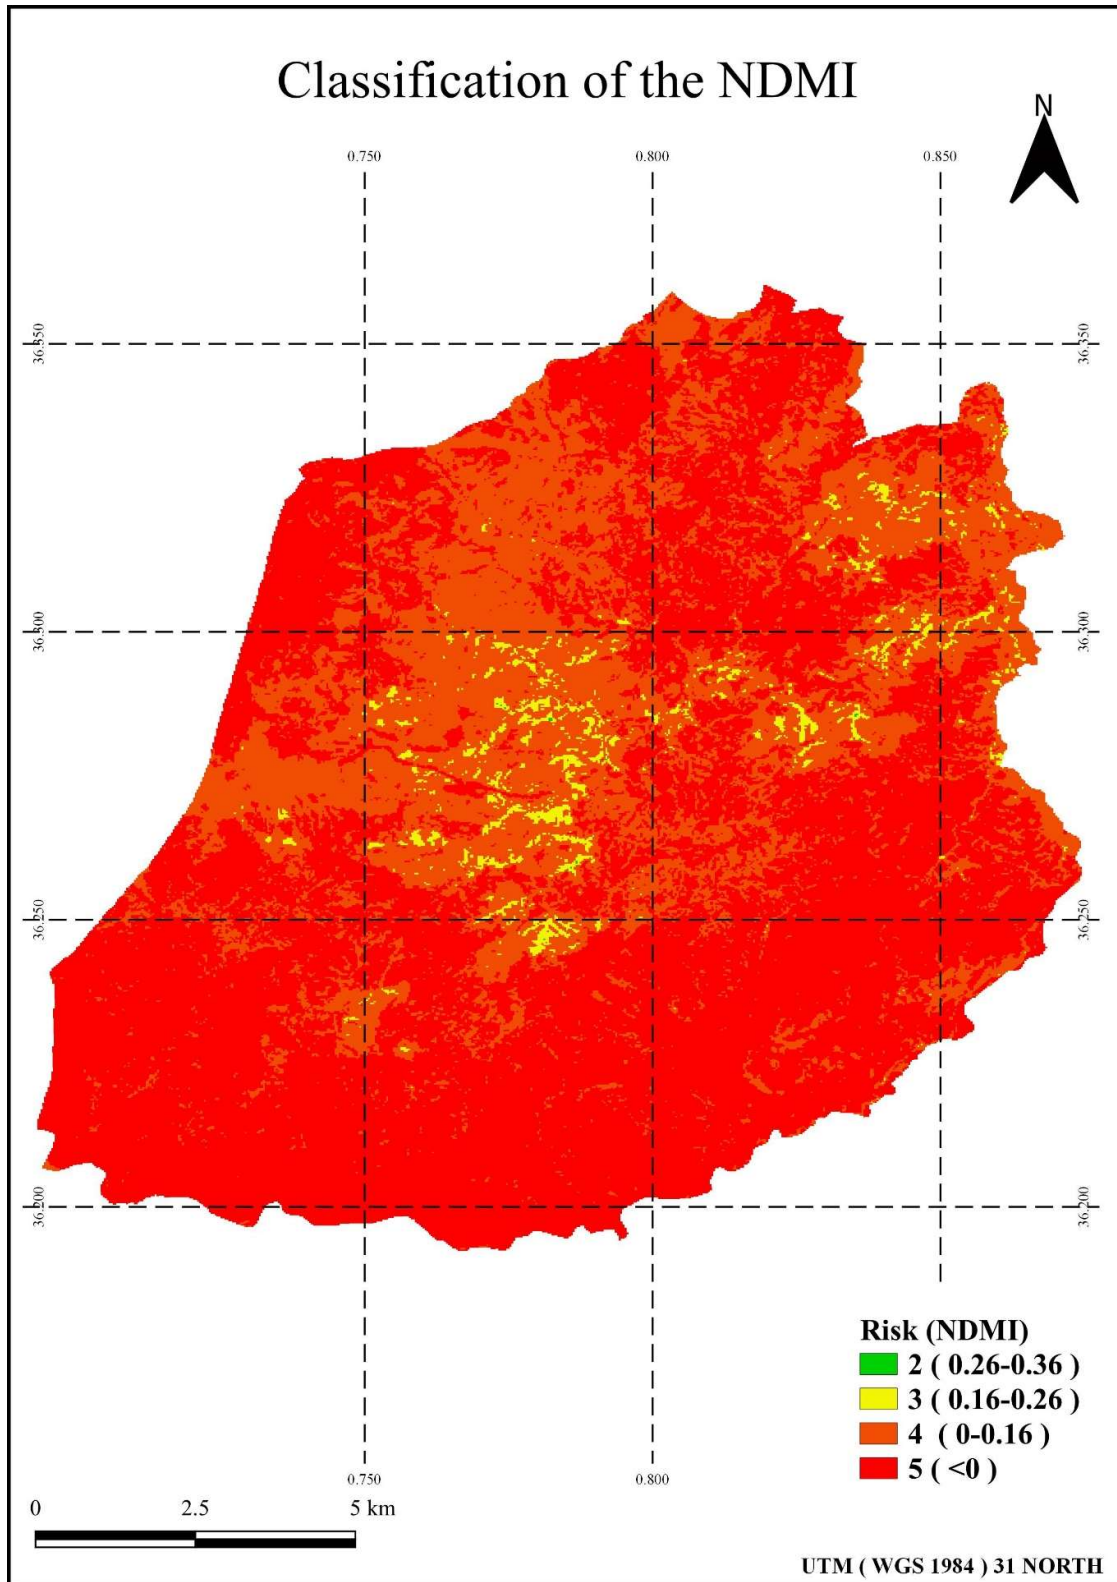 Classification of the NDMI
N
0.750 0.800 0.850
36.350 36.350
36.300 36.300
36.250 36.250
36.200 36.200
Risk (NDMI)
2 ( 0.26-0.36 )
3 ( 0.16-0.26 )
4 ( 0-0.16 )
5 ( <0 )
0.750 0.800
0 2.5 5 km
UTM ( WGS 1984 ) 31 NORTH